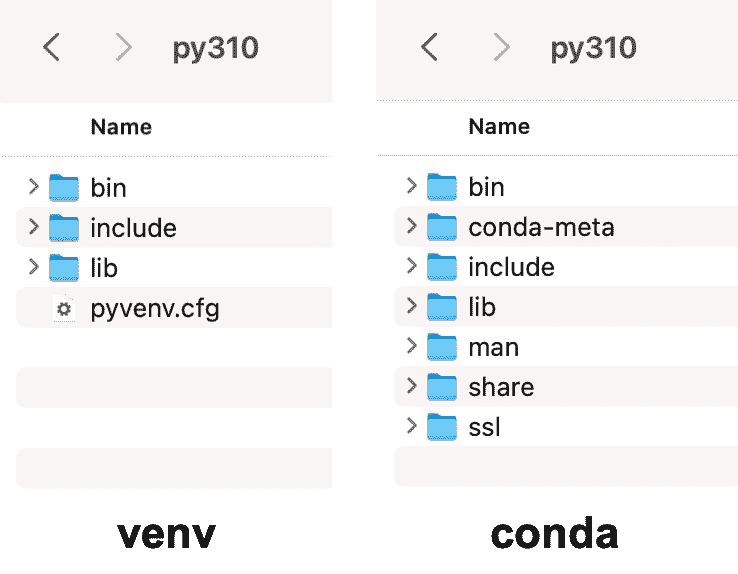 py310
Name
bin
include
lib
pyvenv.cfg
venv
py310
Name
bin
conda-meta
include
lib
man
share
ssl
conda